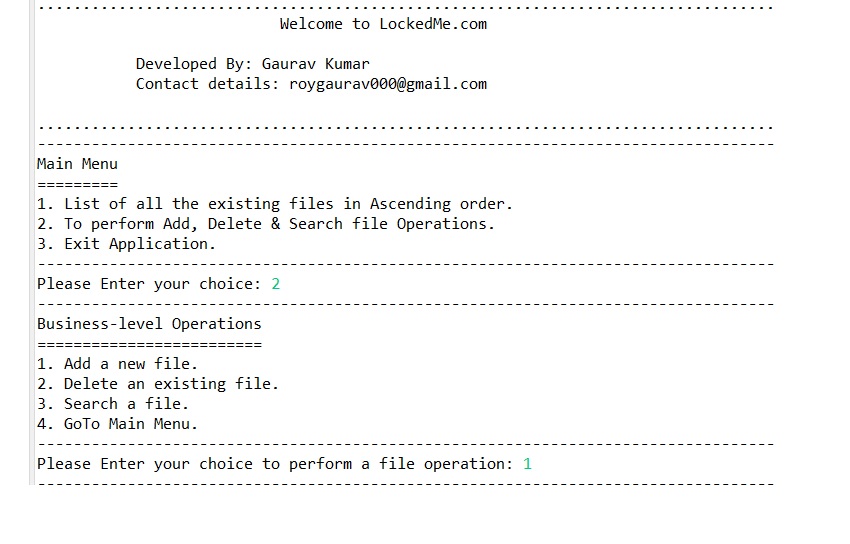 ..................................................................................
Welcome to LockedMe.com
Developed By: Gaurav Kumar
Contact details: roygaurav000@gmail.com
..................................................................................
----------------------------------------------------------------------------------
Main Menu
=========
1. List of all the existing files in Ascending order.
2. To perform Add, Delete & Search file Operations.
3. Exit Application.
----------------------------------------------------------------------------------
Please Enter your choice: 2
----------------------------------------------------------------------------------
Business-level Operations
=========================
1. Add a new file.
2. Delete an existing file.
3. Search a file.
4. GoTo Main Menu.
----------------------------------------------------------------------------------
Please Enter your choice to perform a file operation: 1
----------------------------------------------------------------------------------